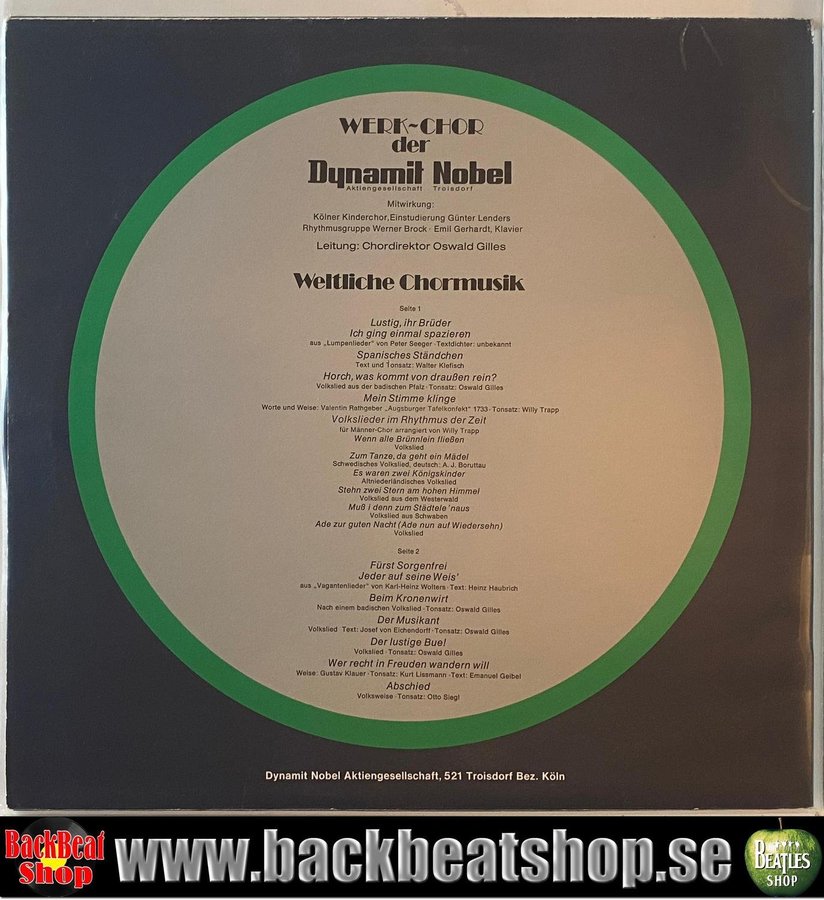 WERK~CHOR
der
Dynamit Nobel
Aktiengesellschaft Troisdorf
Mitwirkung:
Kölner Kinderchor, Einstudierung Günter Lenders
Rhythmusgruppe Werner Brock · Emil Gerhardt, Klavier
Leitung: Chordirektor Oswald Gilles
Weltliche Chormusik
Seite 1
Lustig, ihr Brüder
Ich ging einmal spazieren
aus „Lumpenlieder" von Peter Seeger · Textdichter: unbekannt
Spanisches Ständchen
Text und Tonsatz: Walter Klefisch
Horch, was kommt von draußen rein?
Volkslied aus der badischen Pfalz · Tonsatz: Oswald Gilles
Mein Stimme klinge
Worte und Weise: Valentin Rathgeber „Augsburger Tafelkonfekt" 1733 · Tonsatz: Willy Trapp
Volkslieder im Rhythmus der Zeit
für Männer-Chor arrangiert von Willy Trapp
Wenn alle Brünnlein fließen
Volkslied
Zum Tanze, da geht ein Mädel
Schwedisches Volkslied, deutsch: A. J. Boruttau
Es waren zwei Königskinder
Altniederländisches Volkslied
Stehn zwei Stern am hohen Himmel
Volkslied aus dem Westerwald
Muß i denn zum Städtele 'naus
Volkslied aus Schwaben
Ade zur guten Nacht (Ade nun auf Wiedersehn)
Volkslied
Seite 2
Fürst Sorgenfrei
Jeder auf seine Weis'
aus „Vagantenlieder" von Karl-Heinz Wolters · Text: Heinz Haubrich
Beim Kronenwirt
Nach einem badischen Volkslied · Tonsatz: Oswald Gilles
Der Musikant
Volkslied · Text: Josef von Eichendorff · Tonsatz: Oswald Gilles
Der lustige Bue!
Volkslied · Tonsatz: Oswald Gilles
Wer recht in Freuden wandern will
Weise: Gustav Klauer · Tonsatz: Kurt Lissmann · Text: Emanuel Geibel
Abschied
Volksweise · Tonsatz: Otto Siegl
Dynamit Nobel Aktiengesellschaft, 521 Troisdorf Bez. Köln
BackBeat
Shop
www.backbeatshop.se
BEATLES
SHOP